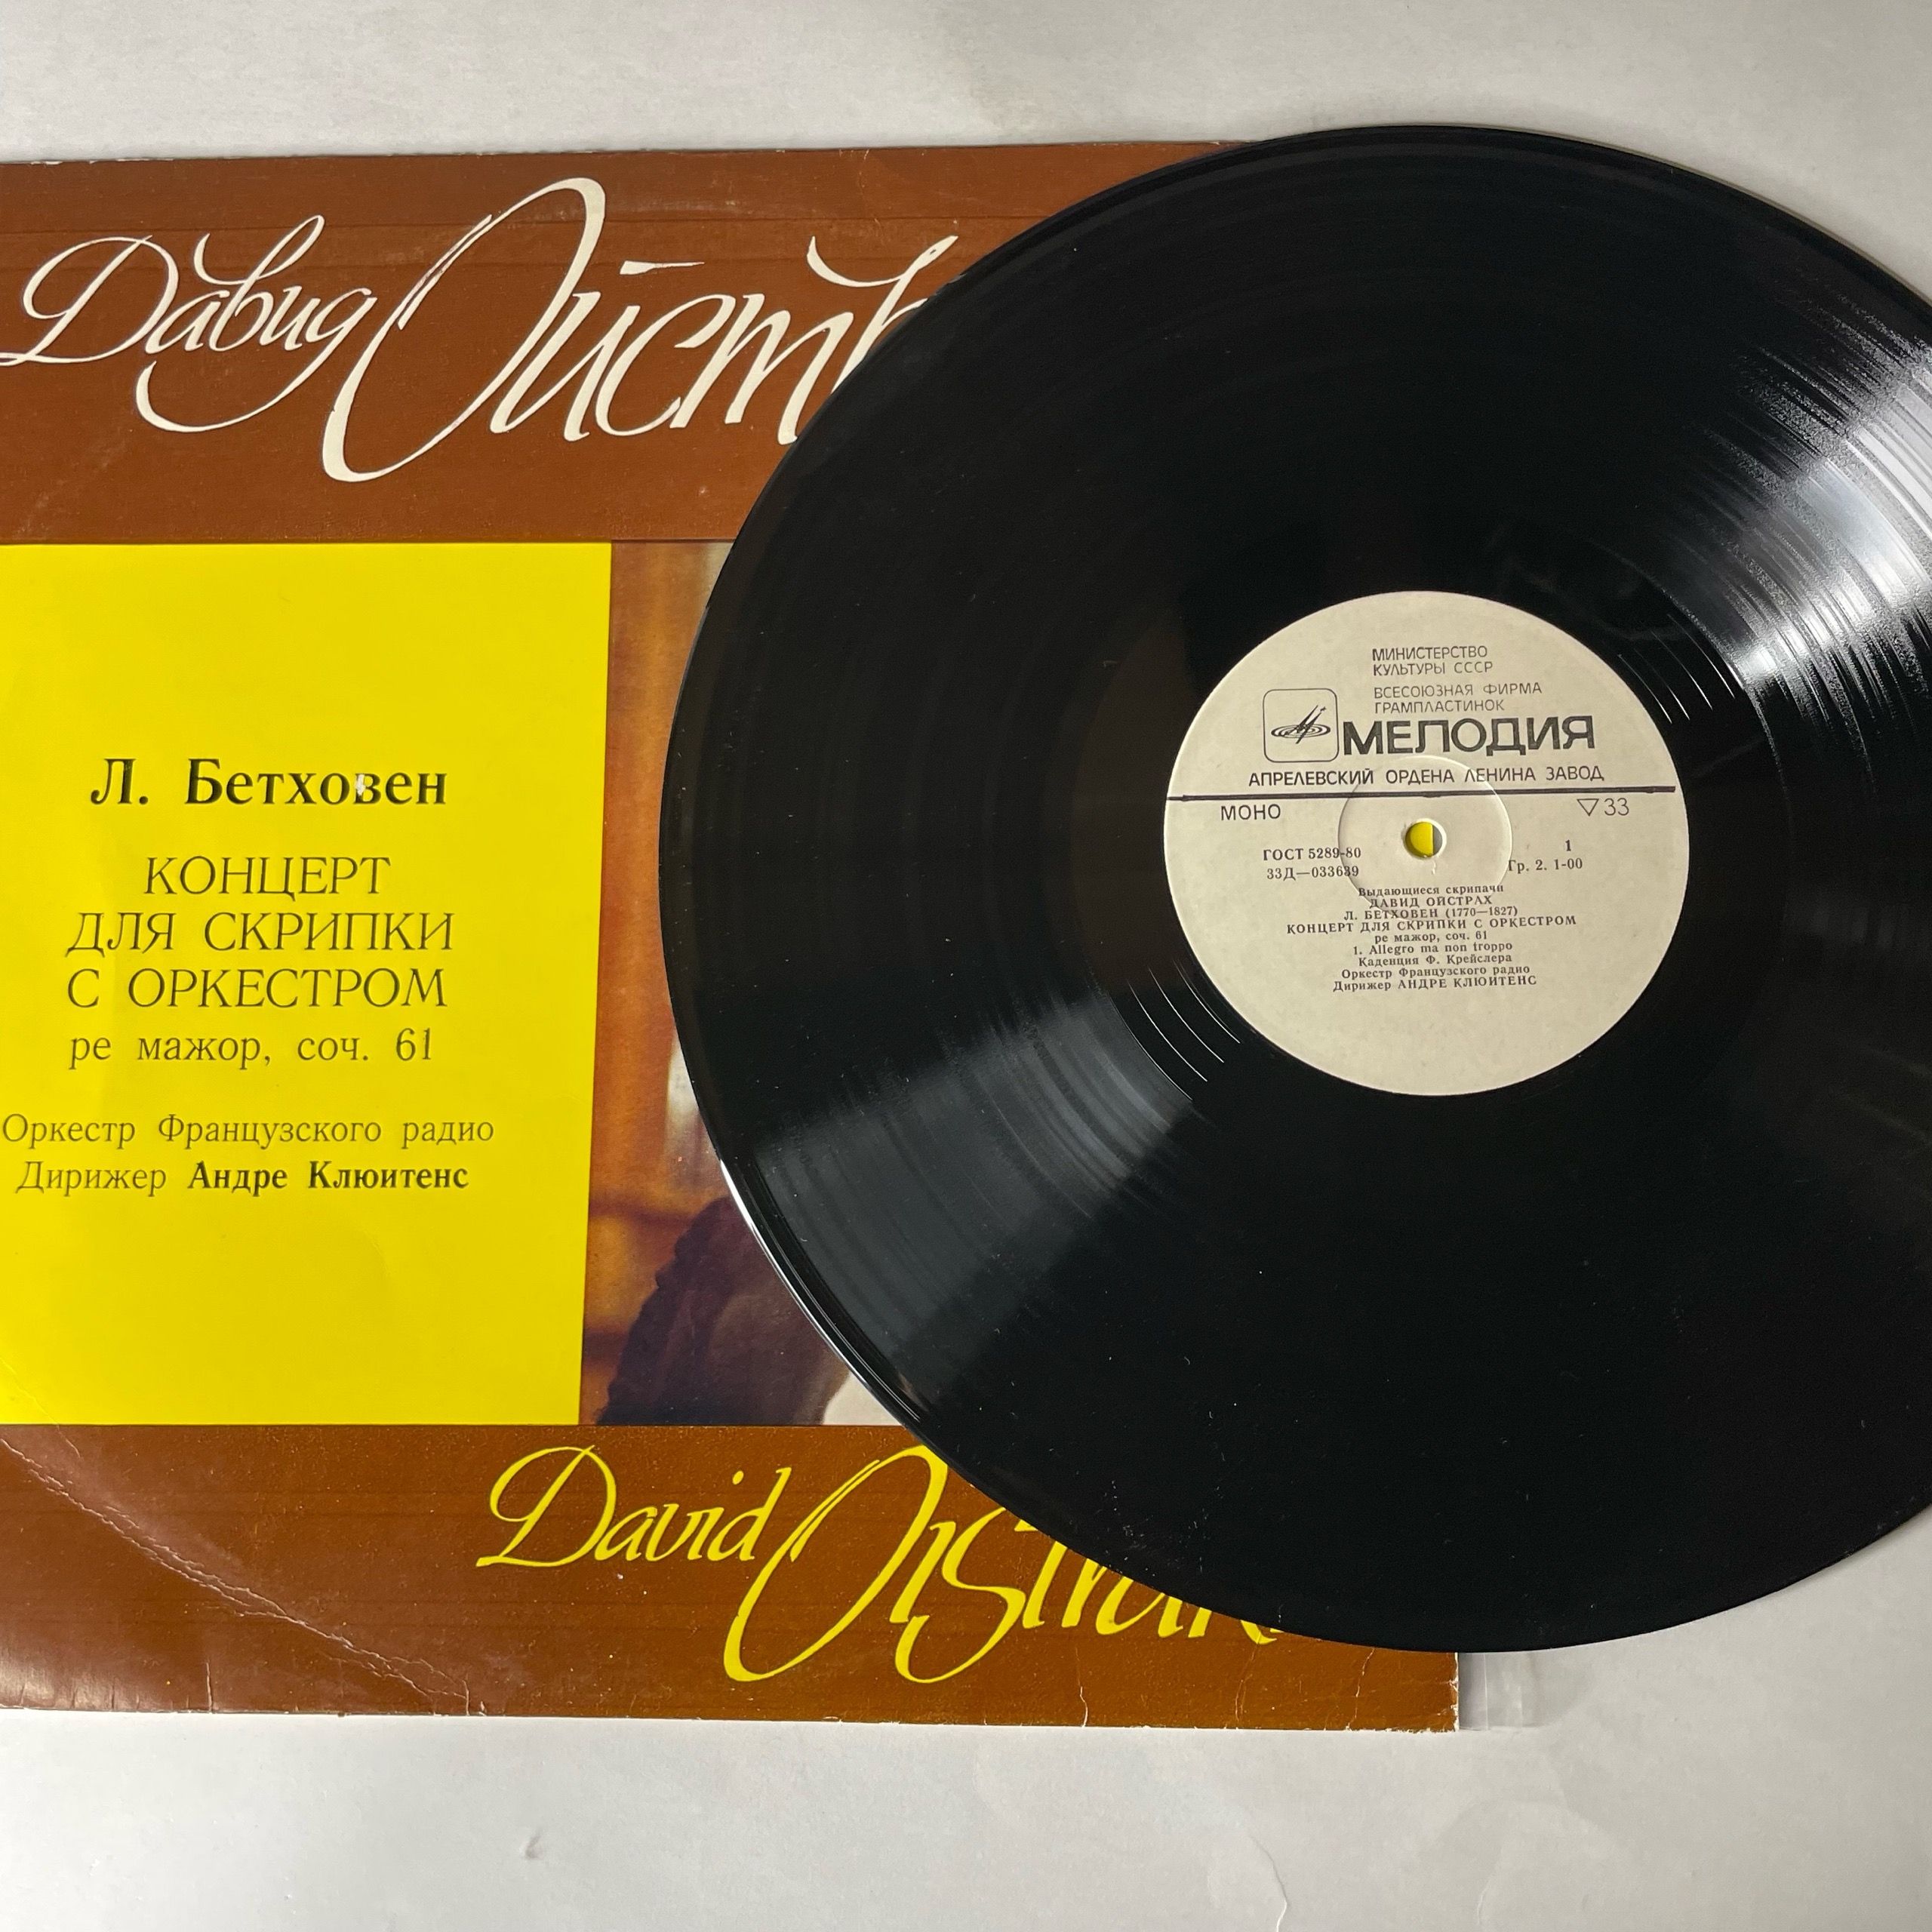 Давид Ойстр
Л. Бетховен
КОНЦЕРТ
ДЛЯ СКРИПКИ
С ОРКЕСТРОМ
ре мажор, соч. 61
Оркестр Французского радио
Дирижер Андре Клюитенс
David Oistrak
МИНИСТЕРСТВО
КУЛЬТУРЫ СССР
ВСЕСОЮЗНАЯ ФИРМА
ГРАМПЛАСТИНОК
МЕЛОДИЯ
АПРЕЛЕВСКИЙ ОРДЕНА ЛЕНИНА ЗАВОД
МОНО ▽33
ГОСТ 5289-80 1
33Д—033639 Гр. 2. 1-00
Выдающиеся скрипачи
ДАВИД ОЙСТРАХ
Л. БЕТХОВЕН (1770—1827)
КОНЦЕРТ ДЛЯ СКРИПКИ С ОРКЕСТРОМ
ре мажор, соч. 61
1. Allegro ma non troppo
Каденция Ф. Крейслера
Оркестр Французского радио
Дирижер АНДРЕ КЛЮИТЕНС